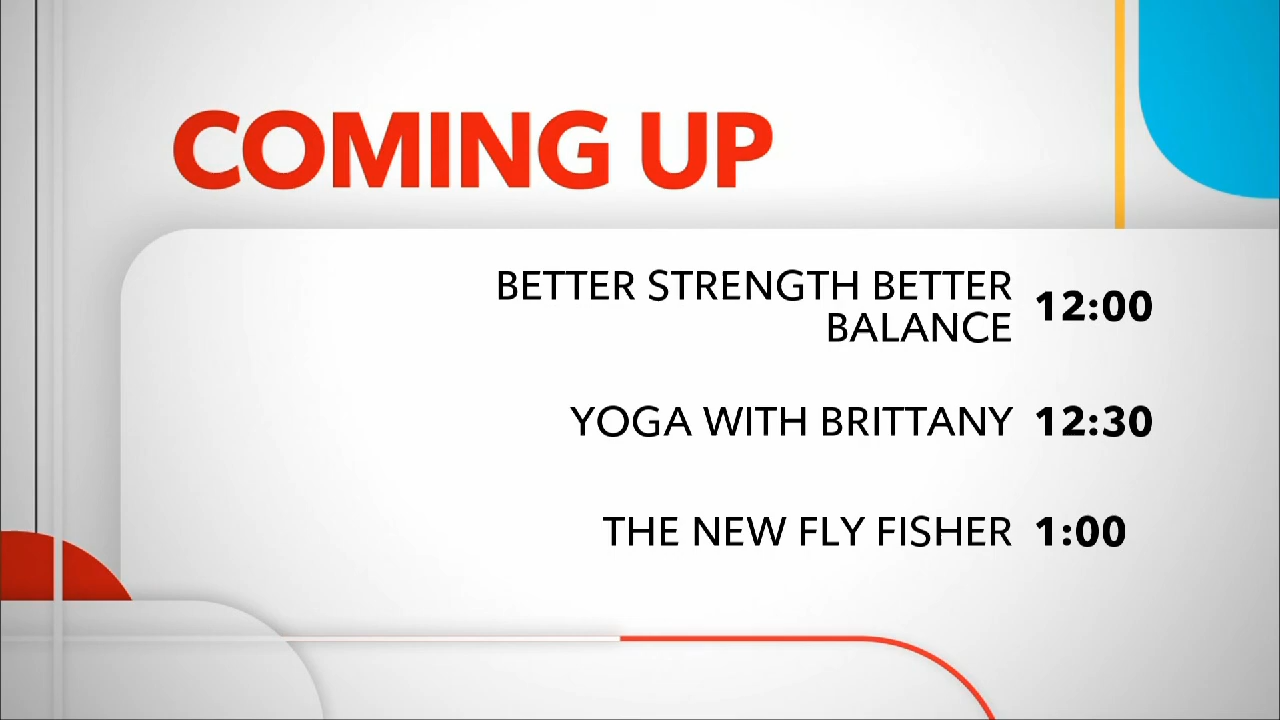 COMING UP
BETTER STRENGTH BETTER
BALANCE 12:00
YOGA WITH BRITTANY 12:30
THE NEW FLY FISHER 1:00